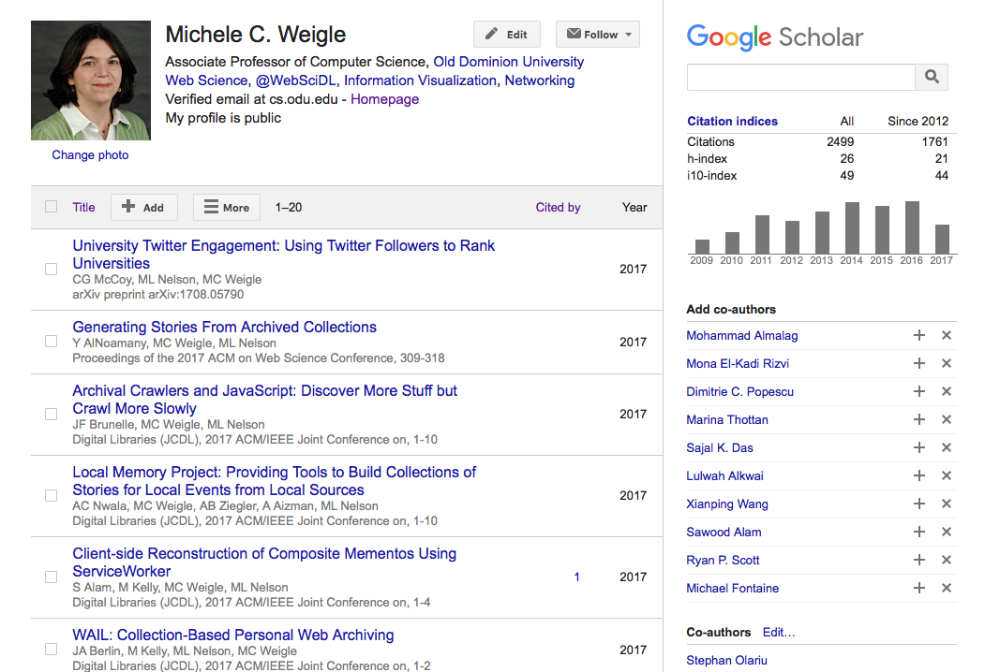 Michele C. Weigle
Edit
Follow
Associate Professor of Computer Science, Old Dominion University
Web Science, @WebSciDL, Information Visualization, Networking
Verified email at cs.odu.edu - Homepage
My profile is public
Change photo
Title
Add
More
1–20
Cited by
Year
University Twitter Engagement: Using Twitter Followers to Rank
Universities
CG McCoy, ML Nelson, MC Weigle
arXiv preprint arXiv:1708.05790
2017
Generating Stories From Archived Collections
Y AlNoamany, MC Weigle, ML Nelson
Proceedings of the 2017 ACM on Web Science Conference, 309-318
2017
Archival Crawlers and JavaScript: Discover More Stuff but
Crawl More Slowly
JF Brunelle, MC Weigle, ML Nelson
Digital Libraries (JCDL), 2017 ACM/IEEE Joint Conference on, 1-10
2017
Local Memory Project: Providing Tools to Build Collections of
Stories for Local Events from Local Sources
AC Nwala, MC Weigle, AB Ziegler, A Aizman, ML Nelson
Digital Libraries (JCDL), 2017 ACM/IEEE Joint Conference on, 1-10
2017
Client-side Reconstruction of Composite Mementos Using
ServiceWorker
S Alam, M Kelly, MC Weigle, ML Nelson
Digital Libraries (JCDL), 2017 ACM/IEEE Joint Conference on, 1-4
1
2017
WAIL: Collection-Based Personal Web Archiving
JA Berlin, M Kelly, ML Nelson, MC Weigle
Digital Libraries (JCDL), 2017 ACM/IEEE Joint Conference on, 1-2
2017
Google Scholar
Citation indices All Since 2012
Citations 2499 1761
h-index 26 21
i10-index 49 44
2009 2010 2011 2012 2013 2014 2015 2016 2017
Add co-authors
Mohammad Almalag
Mona El-Kadi Rizvi
Dimitrie C. Popescu
Marina Thottan
Sajal K. Das
Lulwah Alkwai
Xianping Wang
Sawood Alam
Ryan P. Scott
Michael Fontaine
Co-authors Edit…
Stephan Olariu